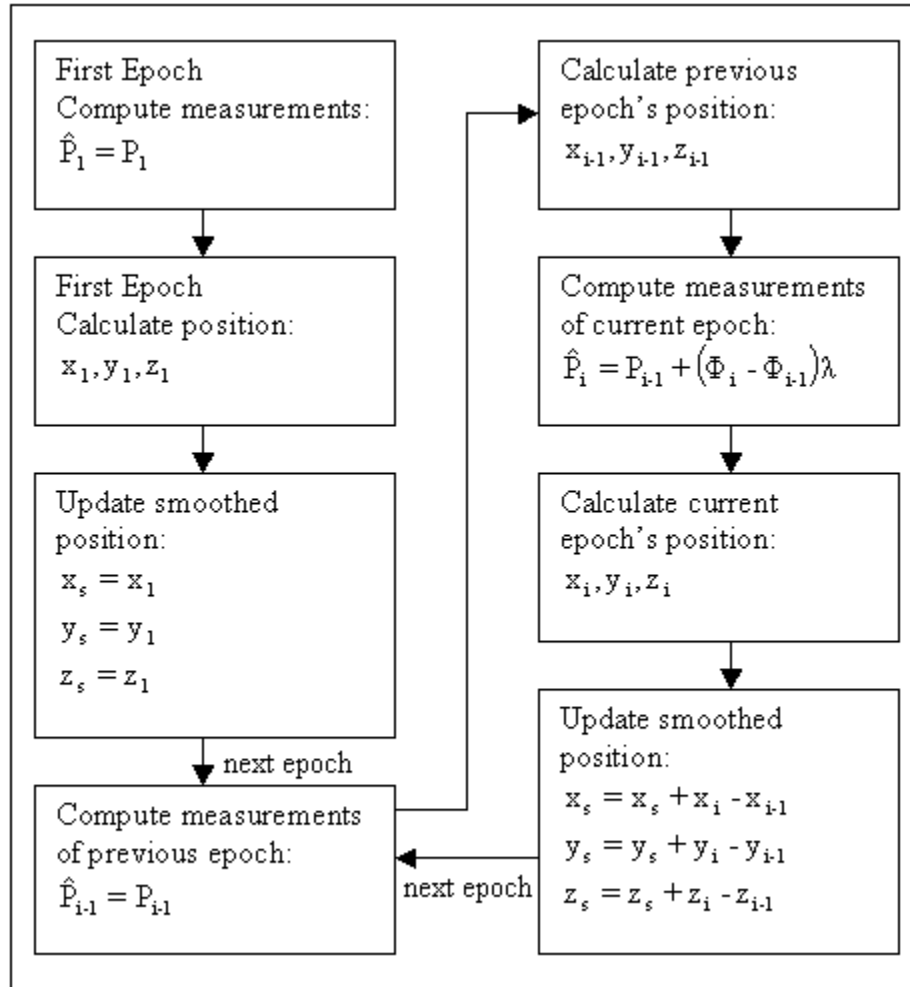 First Epoch
Compute measurements:
P̂₁ = P₁
First Epoch
Calculate position:
x₁, y₁, z₁
Update smoothed
position:
xₛ = x₁
yₛ = y₁
zₛ = z₁
next epoch
Compute measurements
of previous epoch:
P̂ᵢ₋₁ = Pᵢ₋₁
Calculate previous
epoch's position:
xᵢ₋₁, yᵢ₋₁, zᵢ₋₁
Compute measurements
of current epoch:
P̂ᵢ = Pᵢ₋₁ + (Φᵢ - Φᵢ₋₁)λ
Calculate current
epoch's position:
xᵢ, yᵢ, zᵢ
Update smoothed
position:
xₛ = xₛ + xᵢ - xᵢ₋₁
yₛ = yₛ + yᵢ - yᵢ₋₁
zₛ = zₛ + zᵢ - zᵢ₋₁
next epoch